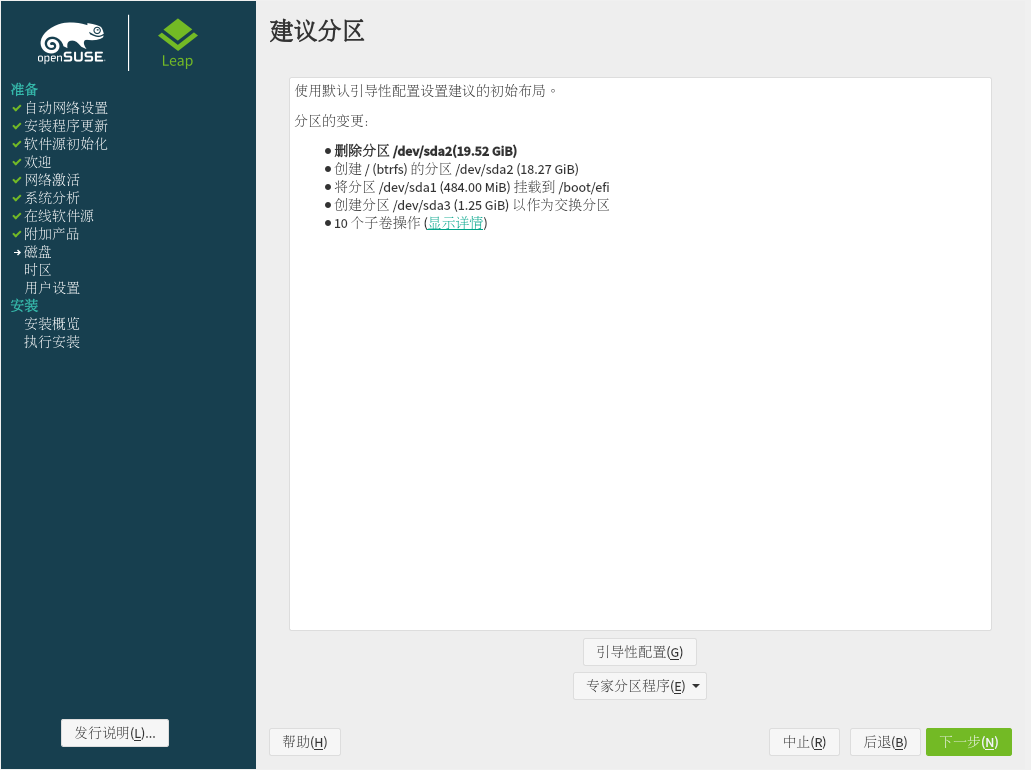 openSUSE
Leap
准备
自动网络设置
安装程序更新
软件源初始化
欢迎
网络激活
系统分析
在线软件源
附加产品
磁盘
时区
用户设置
安装
安装概览
执行安装
发行说明(L)...
建议分区
使用默认引导性配置设置建议的初始布局。
分区的变更:
删除分区 /dev/sda2(19.52 GiB)
创建 / (btrfs) 的分区 /dev/sda2 (18.27 GiB)
将分区 /dev/sda1 (484.00 MiB) 挂载到 /boot/efi
创建分区 /dev/sda3 (1.25 GiB) 以作为交换分区
10 个子卷操作 (显示详情)
引导性配置(G)
专家分区程序(E)
帮助(H) 中止(R) 后退(B) 下一步(N)